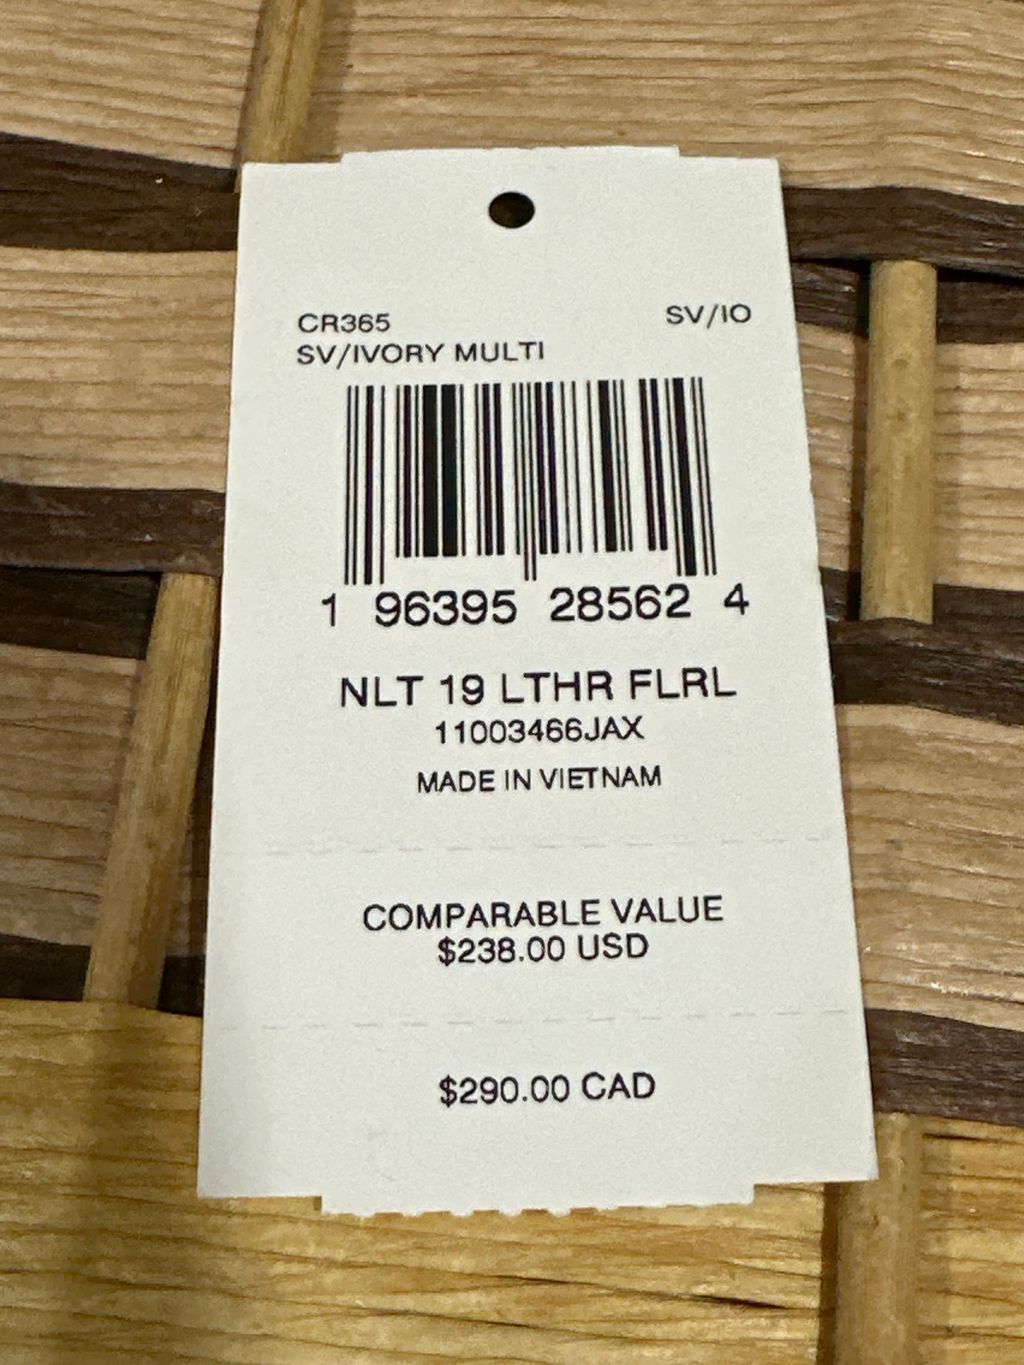 CR365 SV/IO
SV/IVORY MULTI
1 96395 28562 4
NLT 19 LTHR FLRL
11003466JAX
MADE IN VIETNAM
COMPARABLE VALUE
$238.00 USD
$290.00 CAD